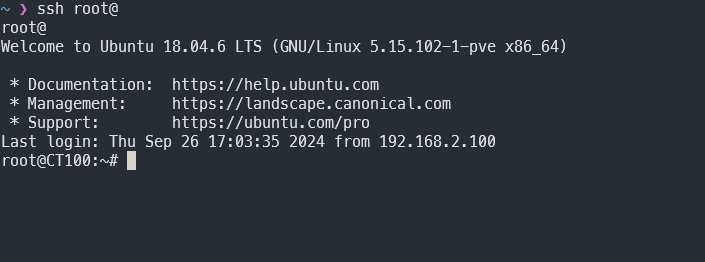 ~ ❯ ssh root@
root@
Welcome to Ubuntu 18.04.6 LTS (GNU/Linux 5.15.102-1-pve x86_64)

 * Documentation:  https://help.ubuntu.com
 * Management:     https://landscape.canonical.com
 * Support:        https://ubuntu.com/pro
Last login: Thu Sep 26 17:03:35 2024 from 192.168.2.100
root@CT100:~#